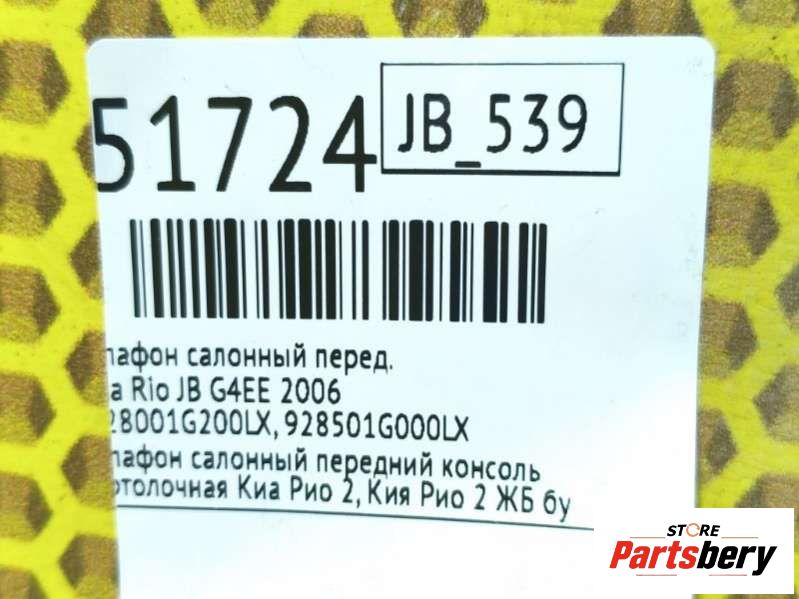 51724
JB_539
лафон салонный перед.
a Rio JB G4EE 2006
28001G200LX, 928501G000LX
лафон салонный передний консоль
отолочная Киа Рио 2, Кия Рио 2 ЖБ бу
STORE
Partsbery